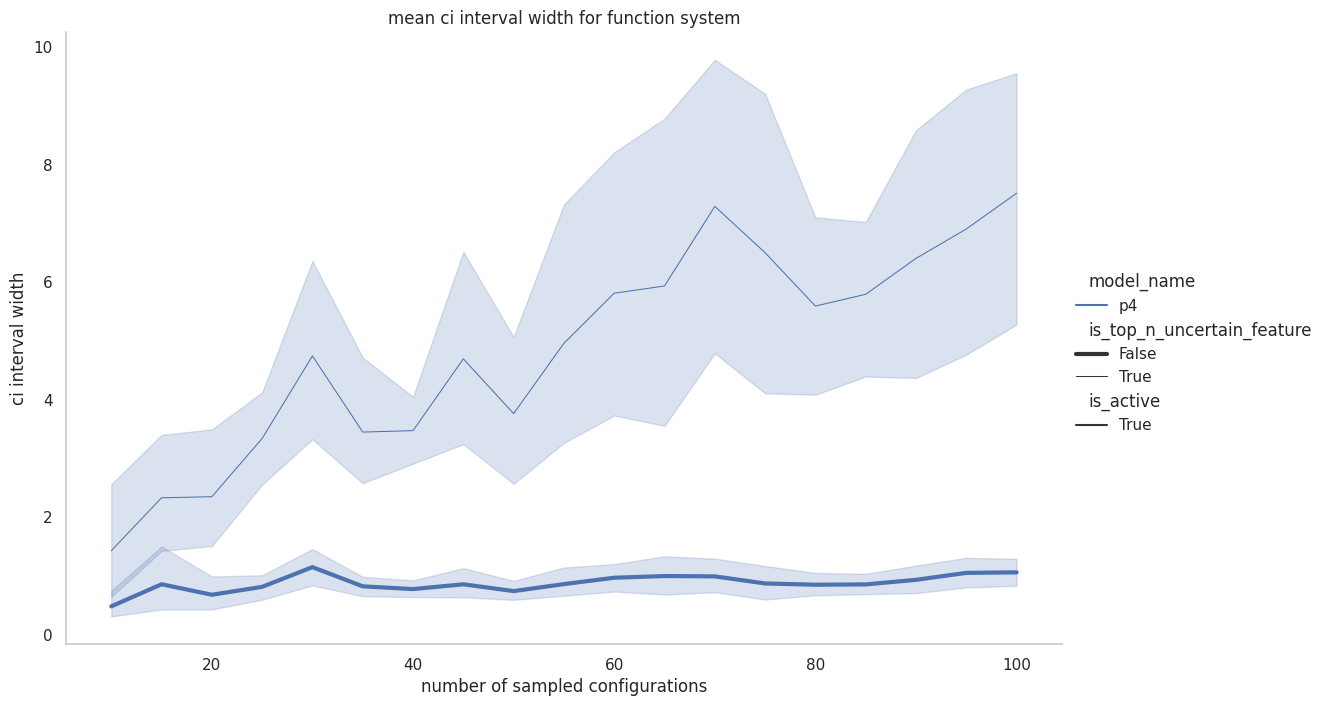 mean ci interval width for function system
10
8
6
4
2
0
ci interval width
20
40
60
80
100
number of sampled configurations
model_name
p4
is_top_n_uncertain_feature
False
True
is_active
True